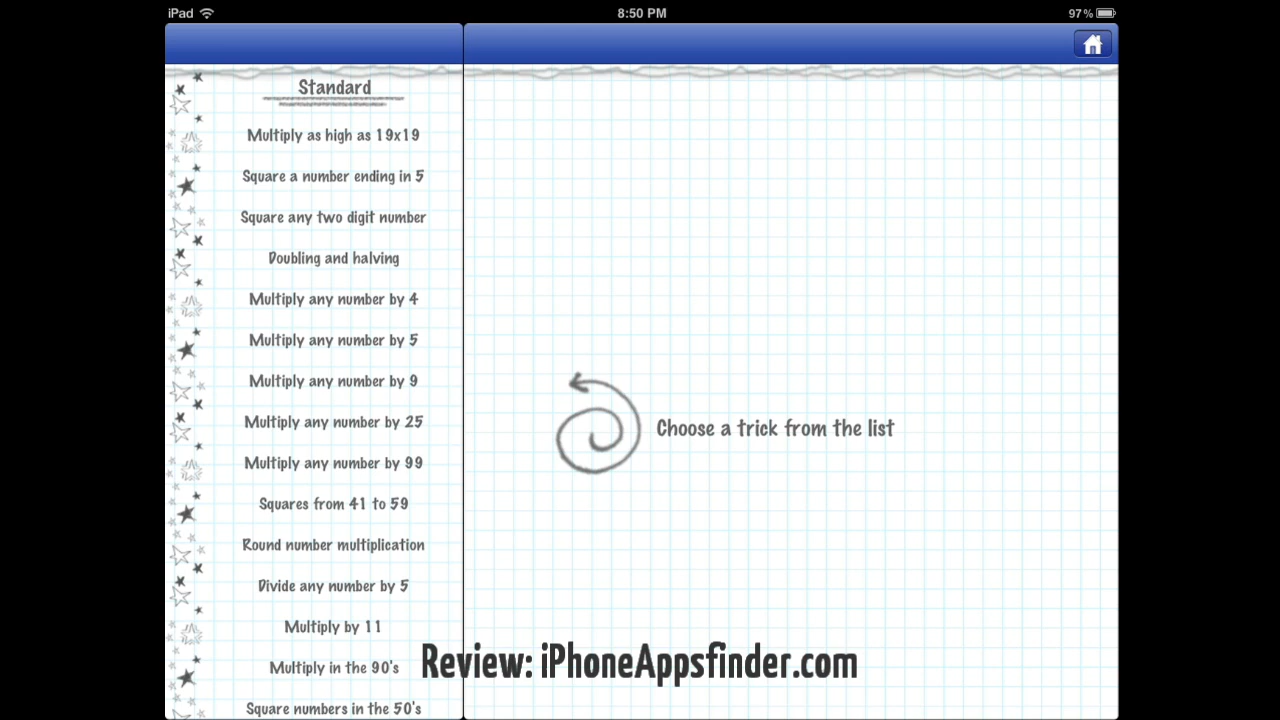 iPad
8:50 PM
97%
Standard
Multiply as high as 19x19
Square a number ending in 5
Square any two digit number
Doubling and halving
Multiply any number by 4
Multiply any number by 5
Multiply any number by 9
Multiply any number by 25
Multiply any number by 99
Squares from 41 to 59
Round number multiplication
Divide any number by 5
Multiply by 11
Multiply in the 90's
Square numbers in the 50's
Choose a trick from the list
Review: iPhoneAppsfinder.com